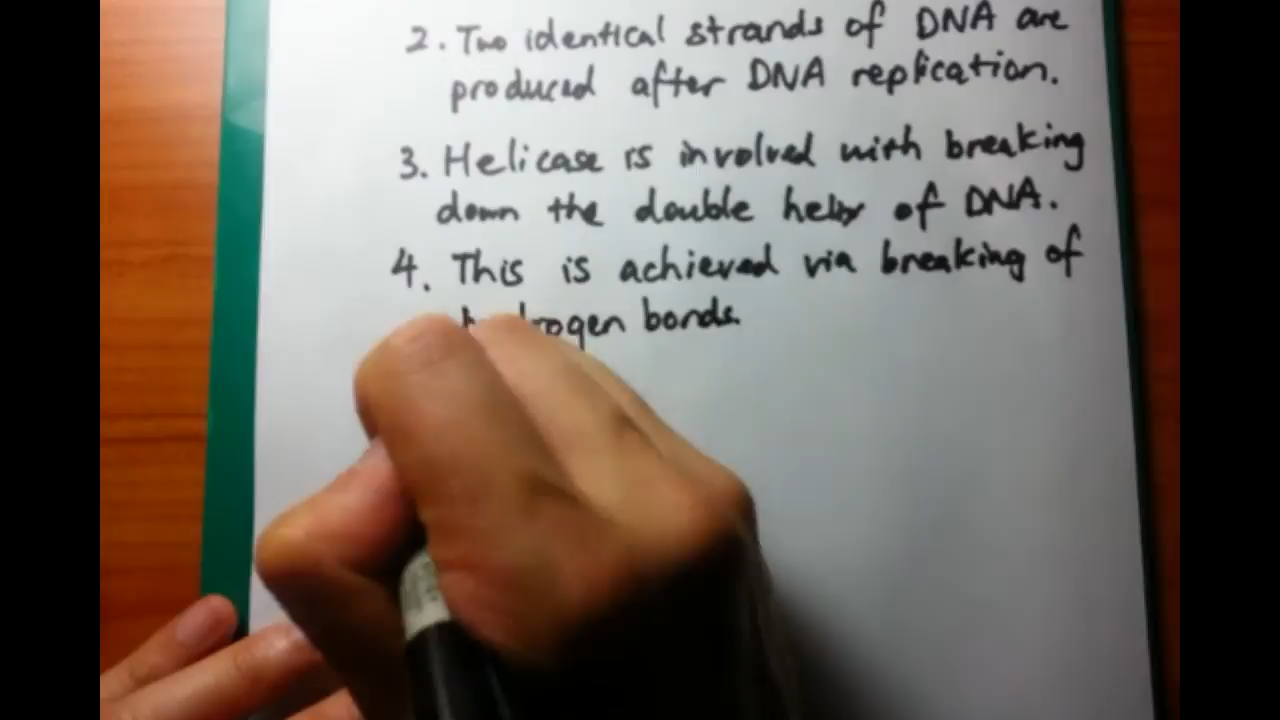 2. Two identical strands of DNA are
produced after DNA replication.
3. Helicase is involved with breaking
down the double helix of DNA.
4. This is achieved via breaking of
hydrogen bonds.